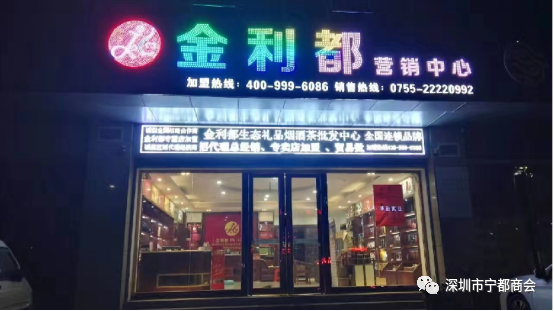 金利都 营销中心
加盟热线：400-999-6086 销售热线：0755-22220992
金利都生态礼品烟酒茶批发中心 全国连锁品牌
招代理总经销、专卖店加盟、贸易批
深圳市宁都商会